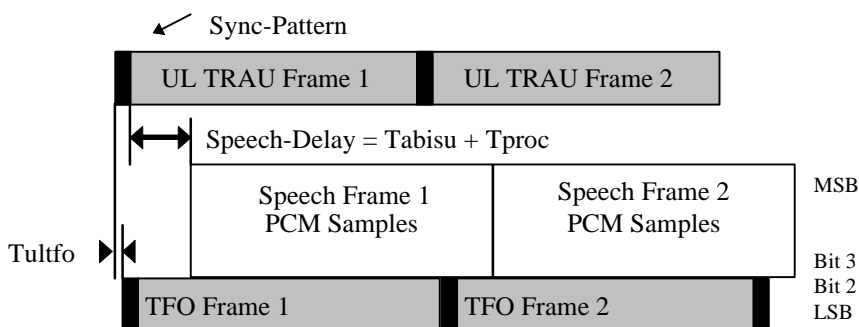 Sync-Pattern
UL TRAU Frame 1
UL TRAU Frame 2
Speech-Delay = Tabisu + Tproc
Speech Frame 1
PCM Samples
Speech Frame 2
PCM Samples
MSB
Tultfo
Bit 3
Bit 2
TFO Frame 1
TFO Frame 2
LSB